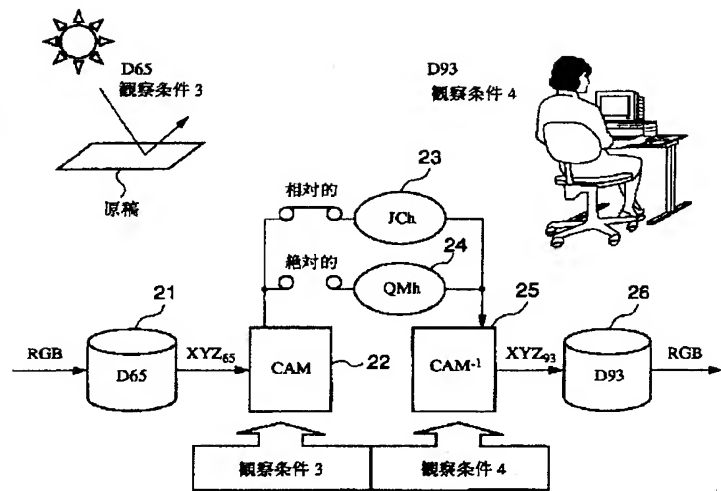 D65
観察条件 3
原稿
D93
観察条件 4
23
相対的
JCh
24
絶対的
QMh
21
25
26
RGB
D65
XYZ65
CAM
22
CAM-1
XYZ93
D93
RGB
観察条件 3
観察条件 4